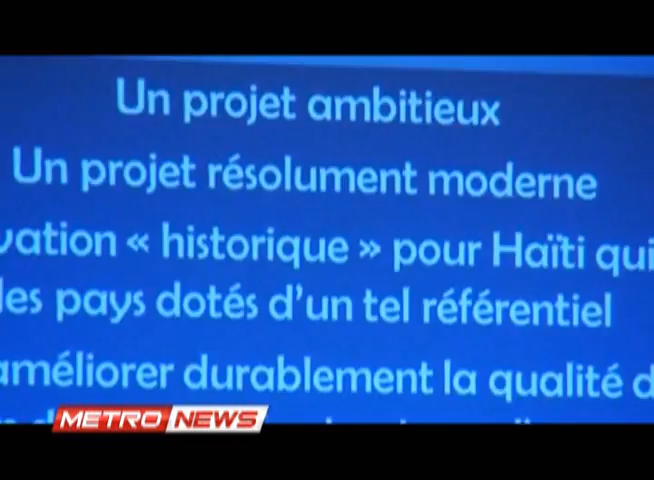 Un projet ambitieux
Un projet résolument moderne
vation « historique » pour Haïti qui
les pays dotés d'un tel référentiel
améliorer durablement la qualité d
METRO NEWS